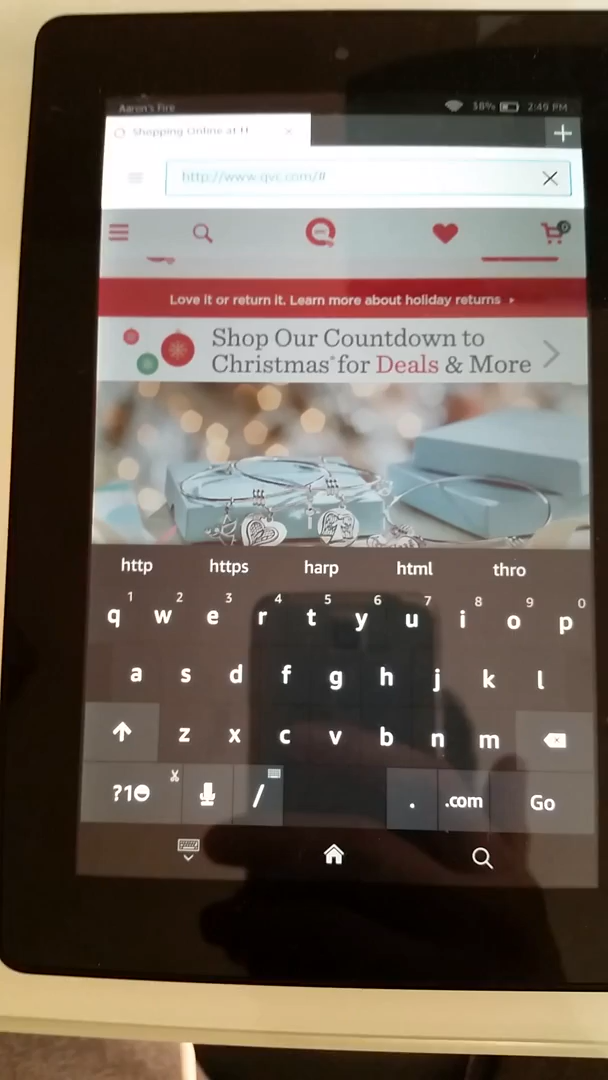 Aaron's Fire 38% 2:49 PM
Shopping Online at H
http://www.qvc.com/#
0
Love it or return it. Learn more about holiday returns
Shop Our Countdown to
Christmas® for Deals & More
http https harp html thro
1 2 3 4 5 6 7 8 9 0
q w e r t y u i o p
a s d f g h j k l
z x c v b n m
?1 / . .com Go